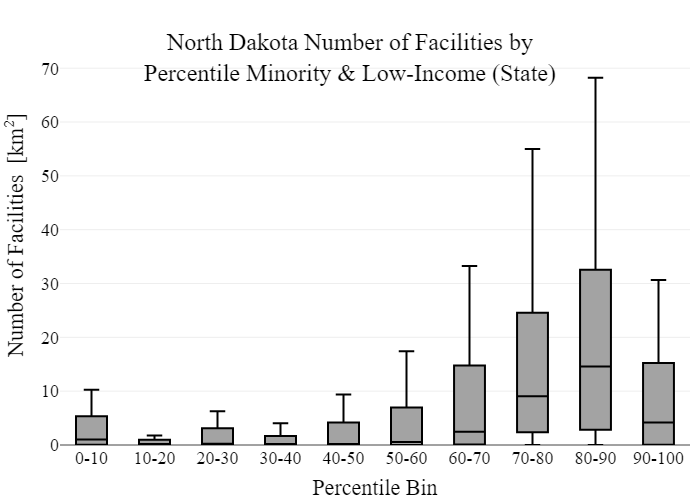 North Dakota Number of Facilities by
Percentile Minority & Low-Income (State)
Number of Facilities [km²]
70
60
50
40
30
20
10
0
0-10 10-20 20-30 30-40 40-50 50-60 60-70 70-80 80-90 90-100
Percentile Bin